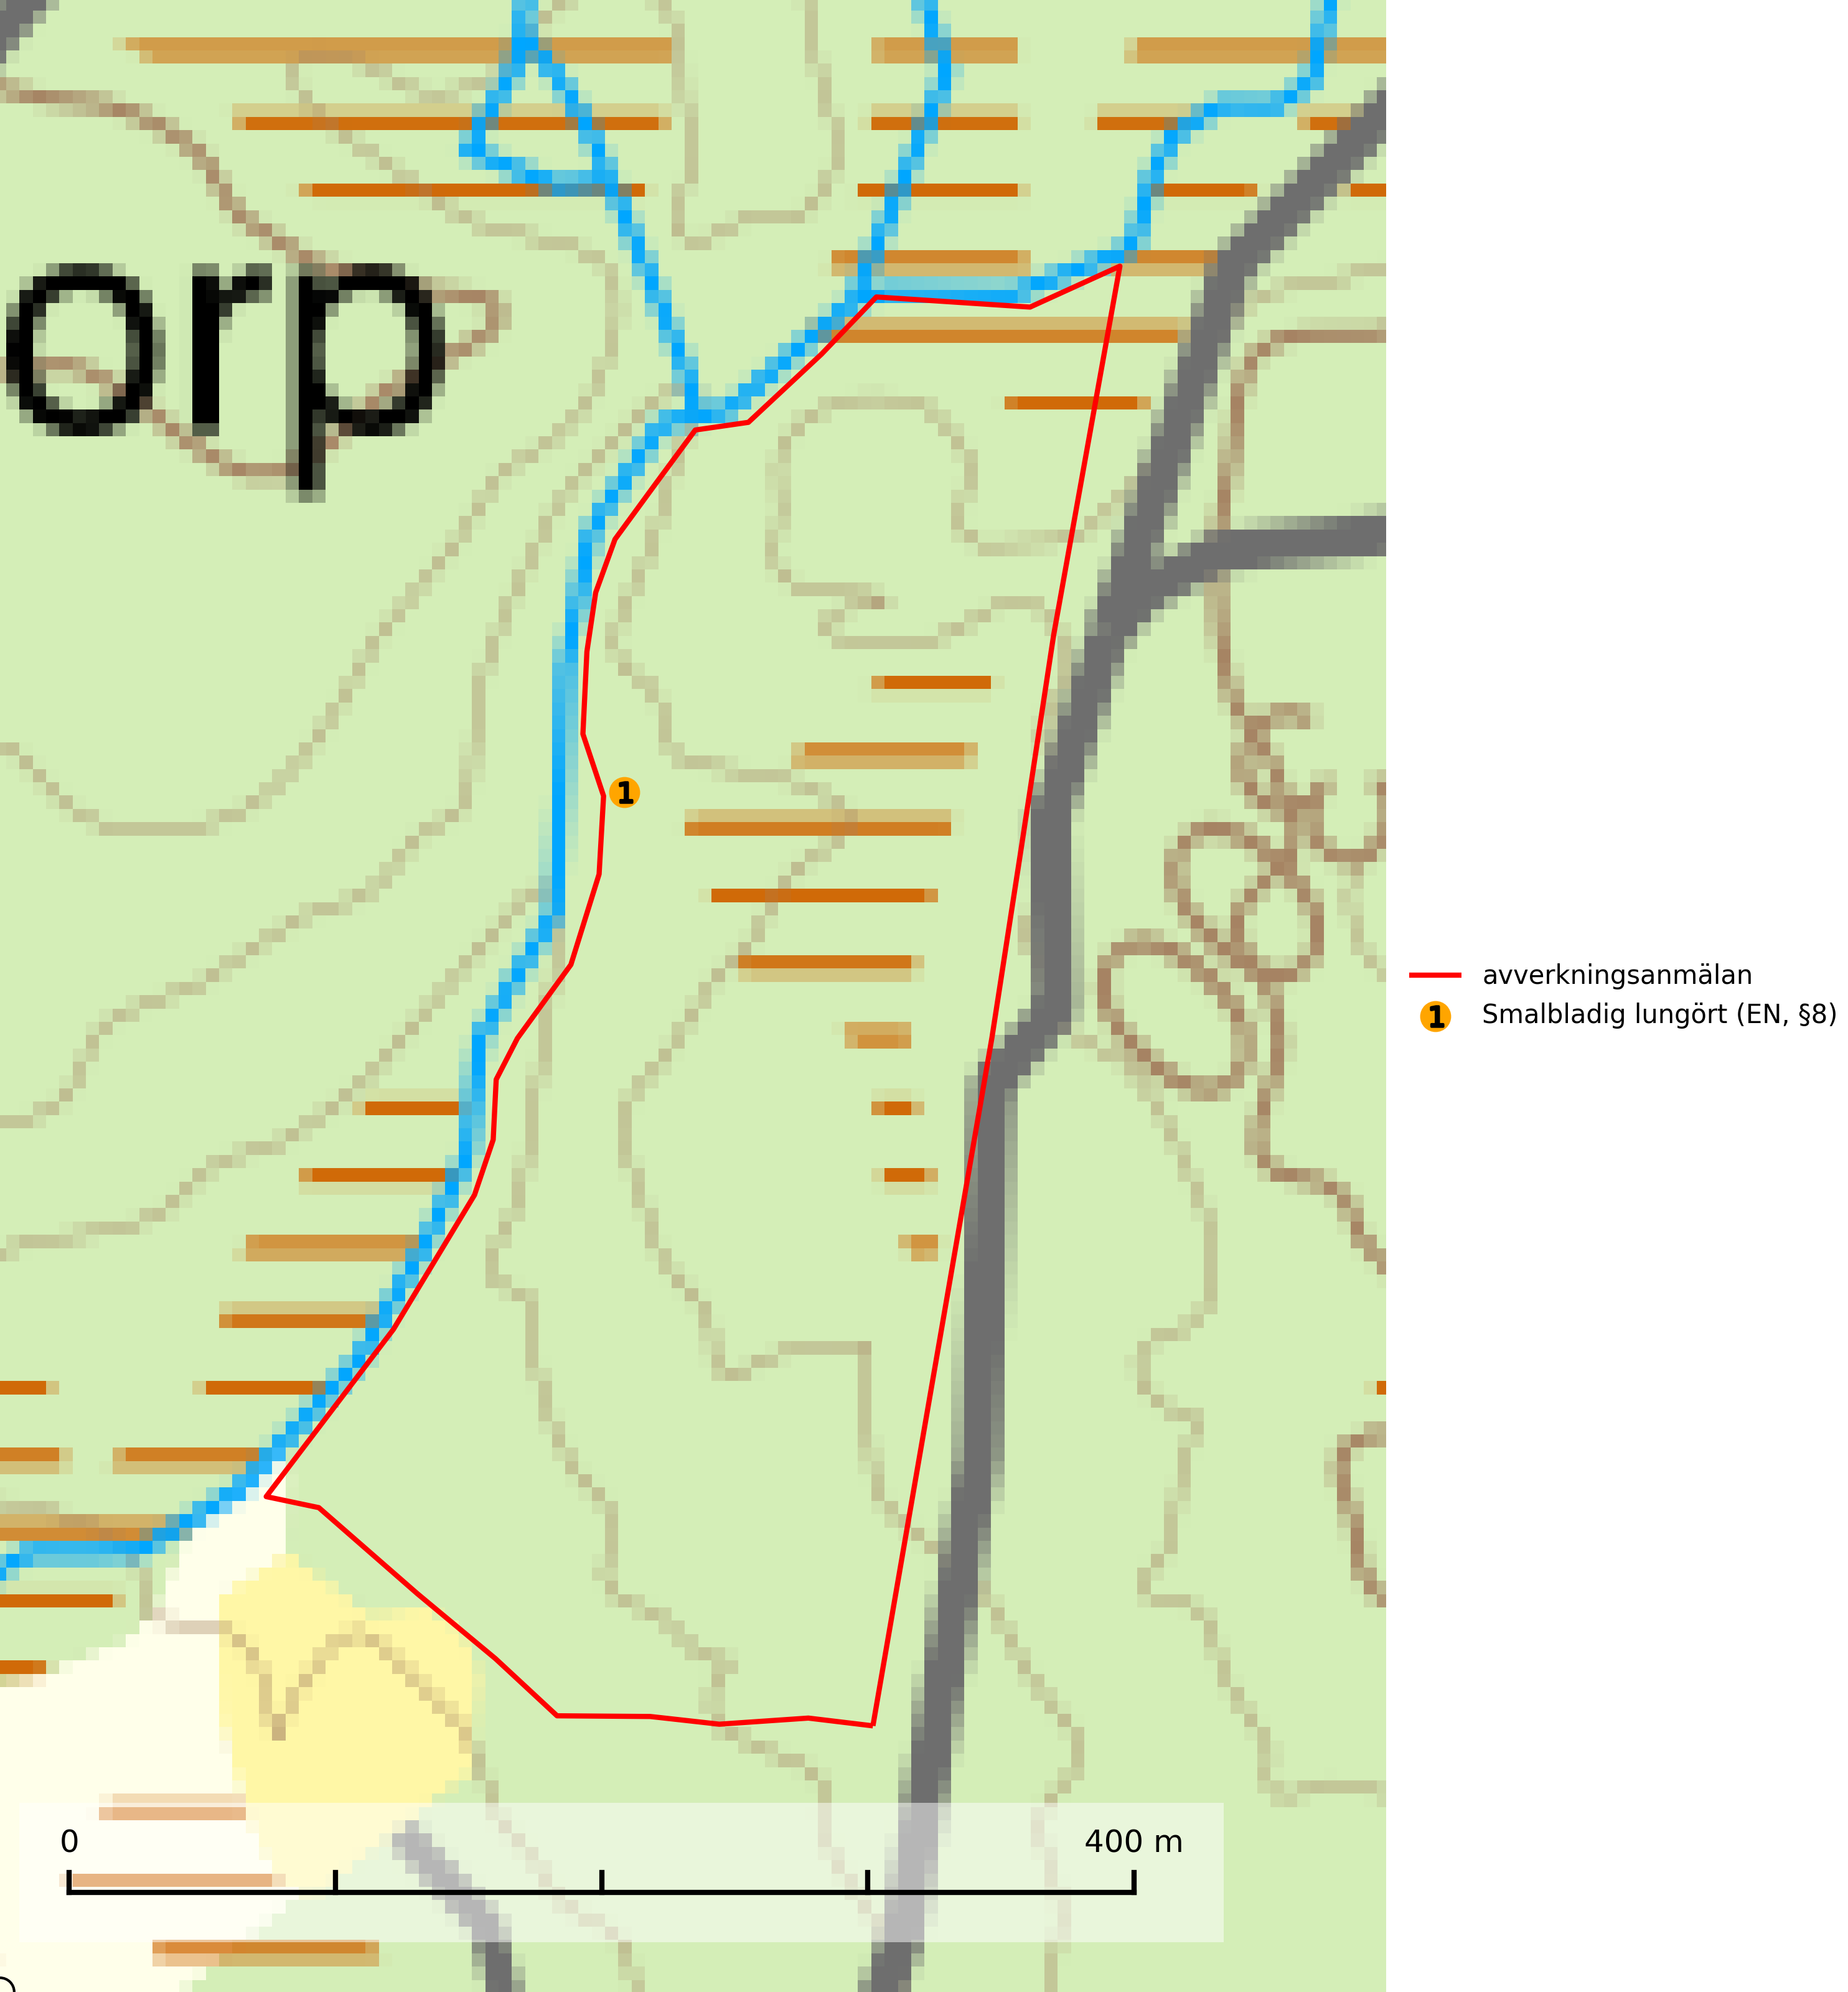 orp
1
avverkningsanmälan
1 Smalbladig lungört (EN, §8)
0 400 m